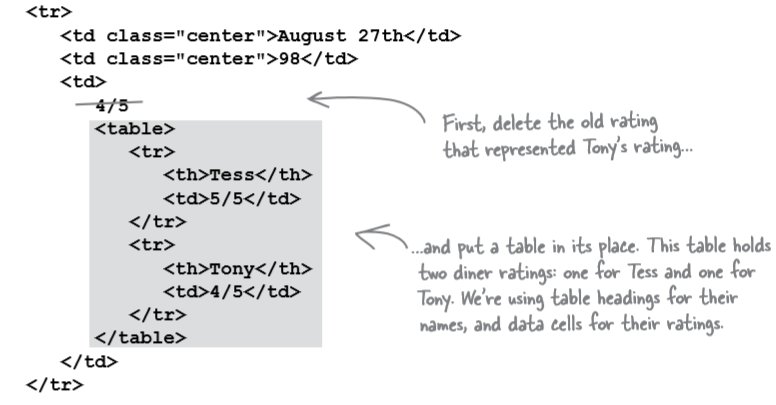 <tr>
<td class="center">August 27th</td>
<td class="center">98</td>
<td>
4/5
First, delete the old rating
that represented Tony's rating...
<table>
<tr>
<th>Tess</th>
<td>5/5</td>
</tr>
<tr>
<th>Tony</th>
<td>4/5</td>
</tr>
</table>
...and put a table in its place. This table holds
two diner ratings: one for Tess and one for
Tony. We're using table headings for their
names, and data cells for their ratings.
</td>
</tr>